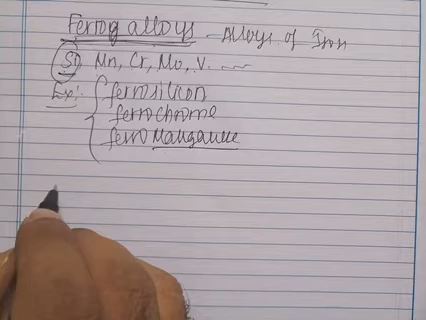 Ferro alloys - Alloys of Iron
Si, Mn, Cr, Mo, V.
Ex:- ferrosilicon
ferrochrome
ferro Manganese